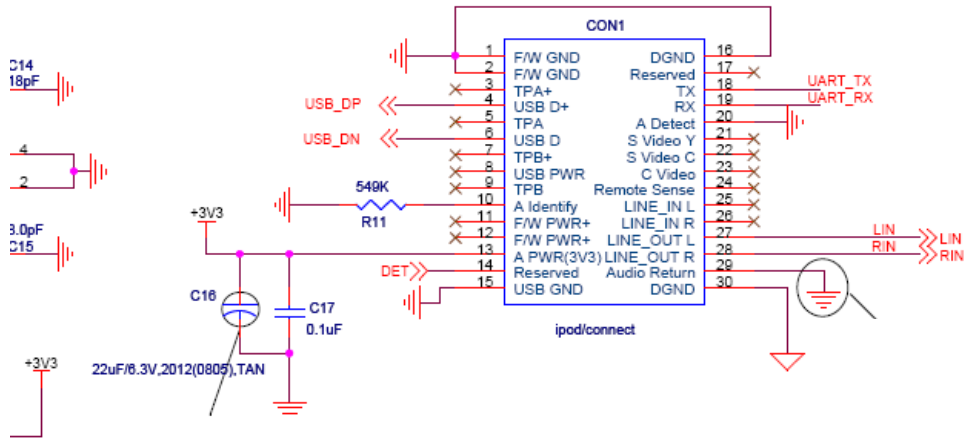 CON1
C14
18pF
4
2
8.0pF
C15
+3V3
1
2
3
4
5
6
7
8
9
10
11
12
13
14
15
F/W GND
F/W GND
TPA+
USB D+
TPA
USB D
TPB+
USB PWR
TPB
A Identify
F/W PWR+
F/W PWR+
A PWR(3V3)
Reserved
USB GND
DGND
Reserved
TX
RX
A Detect
S Video Y
S Video C
C Video
Remote Sense
LINE_IN L
LINE_IN R
LINE_OUT L
LINE_OUT R
Audio Return
DGND
16
17
18
19
20
21
22
23
24
25
26
27
28
29
30
UART_TX
UART_RX
USB_DP
USB_DN
549K
R11
+3V3
DET
C16
C17
0.1uF
22uF/6.3V,2012(0805),TAN
LIN
LIN
RIN
RIN
ipod/connect